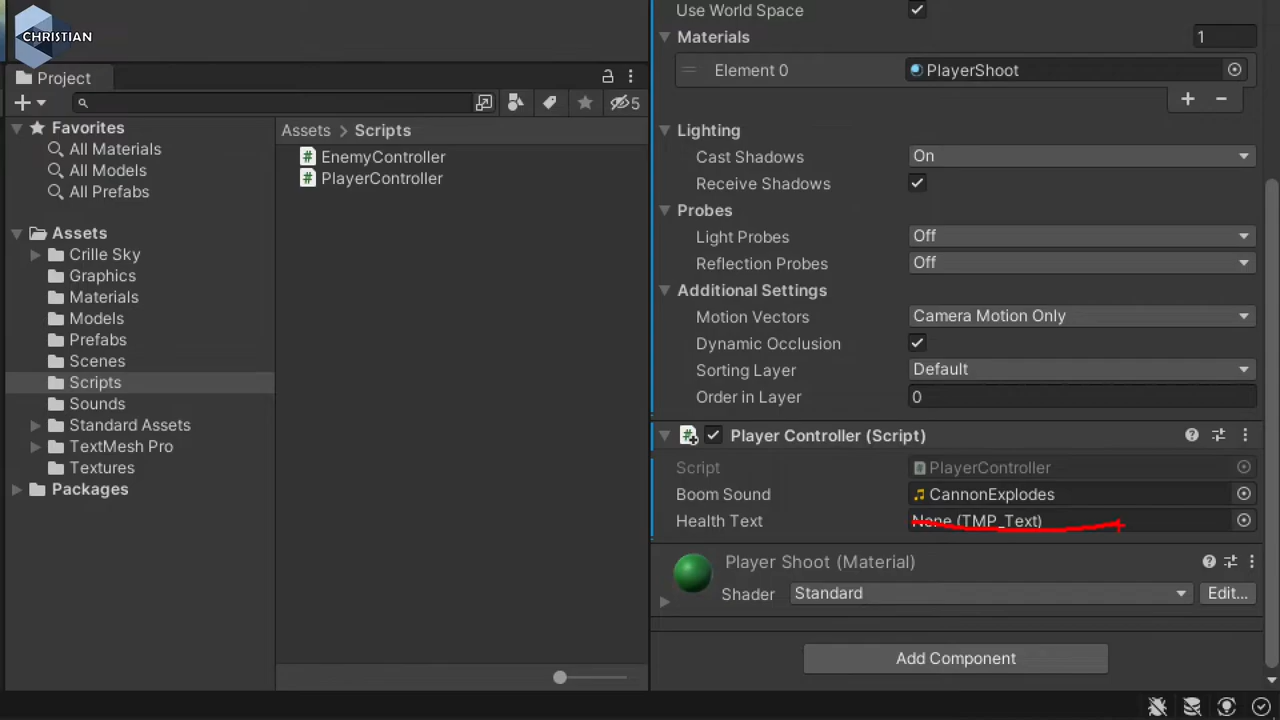 CHRISTIAN
Project
5
Favorites
All Materials
All Models
All Prefabs
Assets
Crille Sky
Graphics
Materials
Models
Prefabs
Scenes
Scripts
Sounds
Standard Assets
TextMesh Pro
Textures
Packages
Assets > Scripts
EnemyController
PlayerController
Use World Space
Materials 1
Element 0 PlayerShoot
Lighting
Cast Shadows On
Receive Shadows
Probes
Light Probes Off
Reflection Probes Off
Additional Settings
Motion Vectors Camera Motion Only
Dynamic Occlusion
Sorting Layer Default
Order in Layer 0
Player Controller (Script)
Script PlayerController
Boom Sound CannonExplodes
Health Text None (TMP_Text)
Player Shoot (Material)
Shader Standard Edit...
Add Component